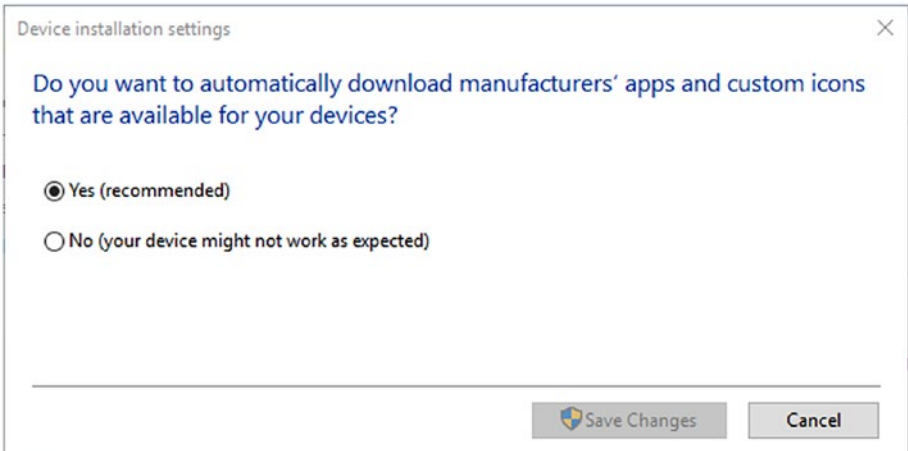 Device installation settings
Do you want to automatically download manufacturers‘ apps and custom icons
that are available for your devices?
Yes (recommended)
No (your device might not work as expected)
Save Changes
Cancel